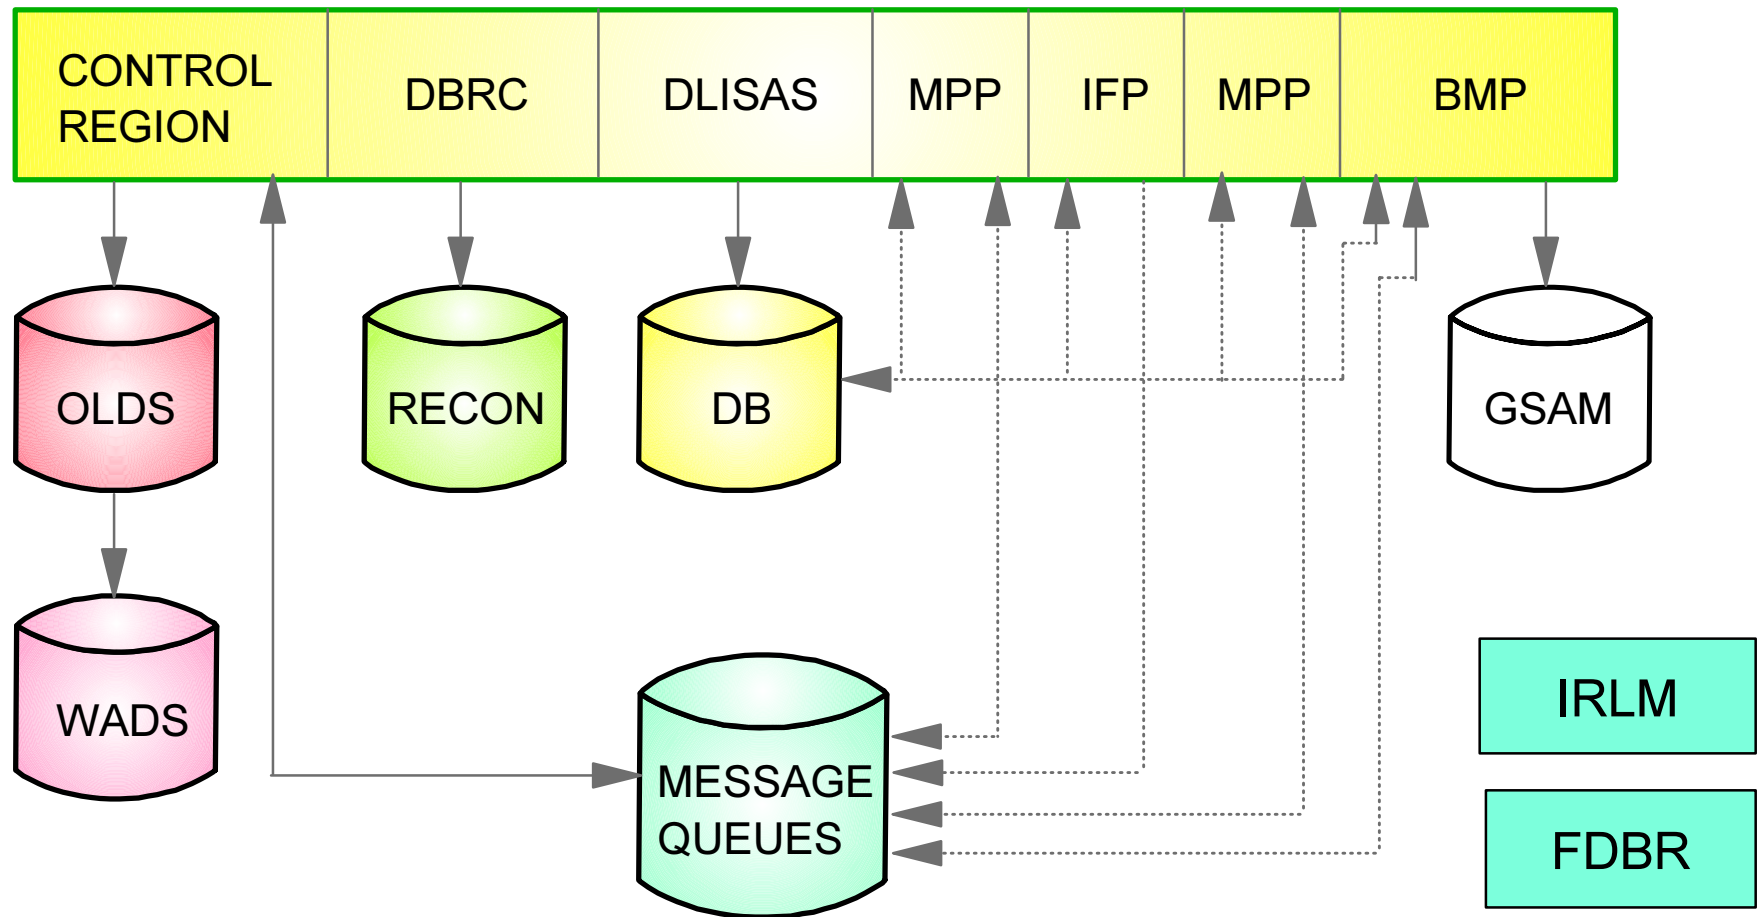 CONTROL
REGION
DBRC
DLISAS
MPP
IFP
MPP
BMP
OLDS
RECON
DB
GSAM
WADS
MESSAGE
QUEUES
IRLM
FDBR